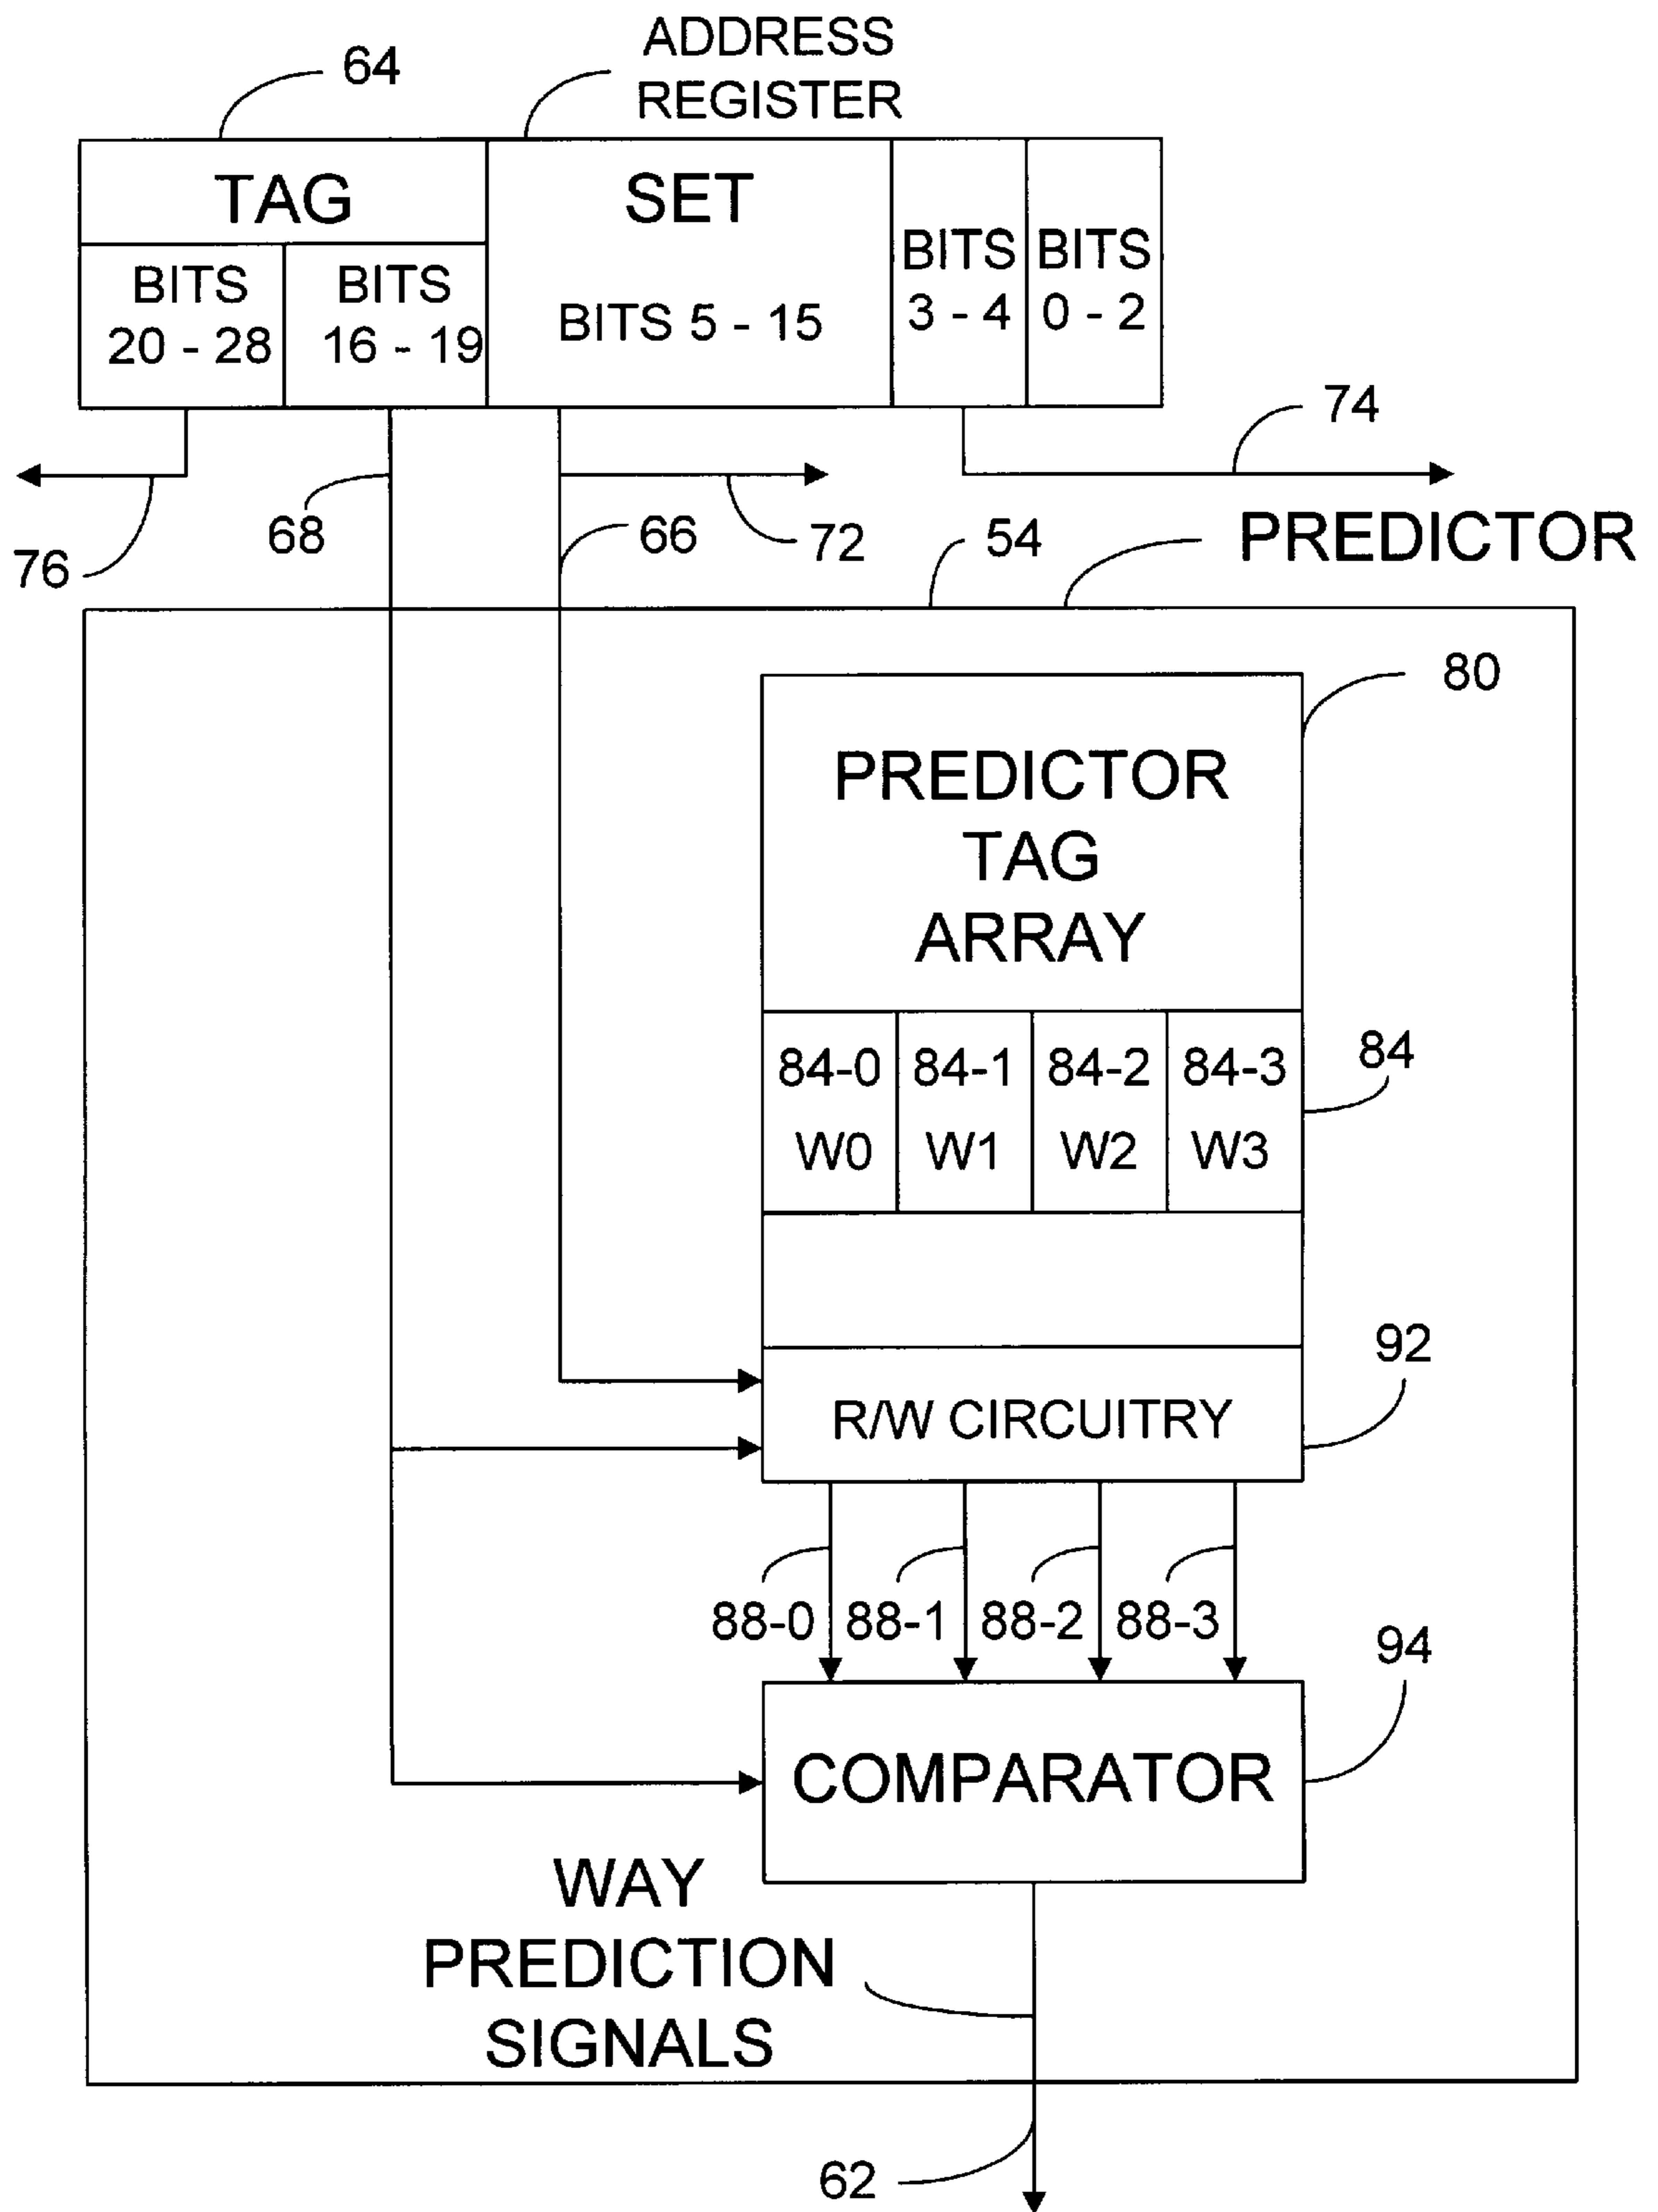 ADDRESS
REGISTER
64
TAG
SET
BITS
20 - 28
BITS
16 - 19
BITS 5 - 15
BITS
3 - 4
BITS
0 - 2
74
76
68
66
72
54
PREDICTOR
80
PREDICTOR
TAG
ARRAY
84-0
W0
84-1
W1
84-2
W2
84-3
W3
84
92
R/W CIRCUITRY
88-0
88-1
88-2
88-3
94
COMPARATOR
WAY
PREDICTION
SIGNALS
62